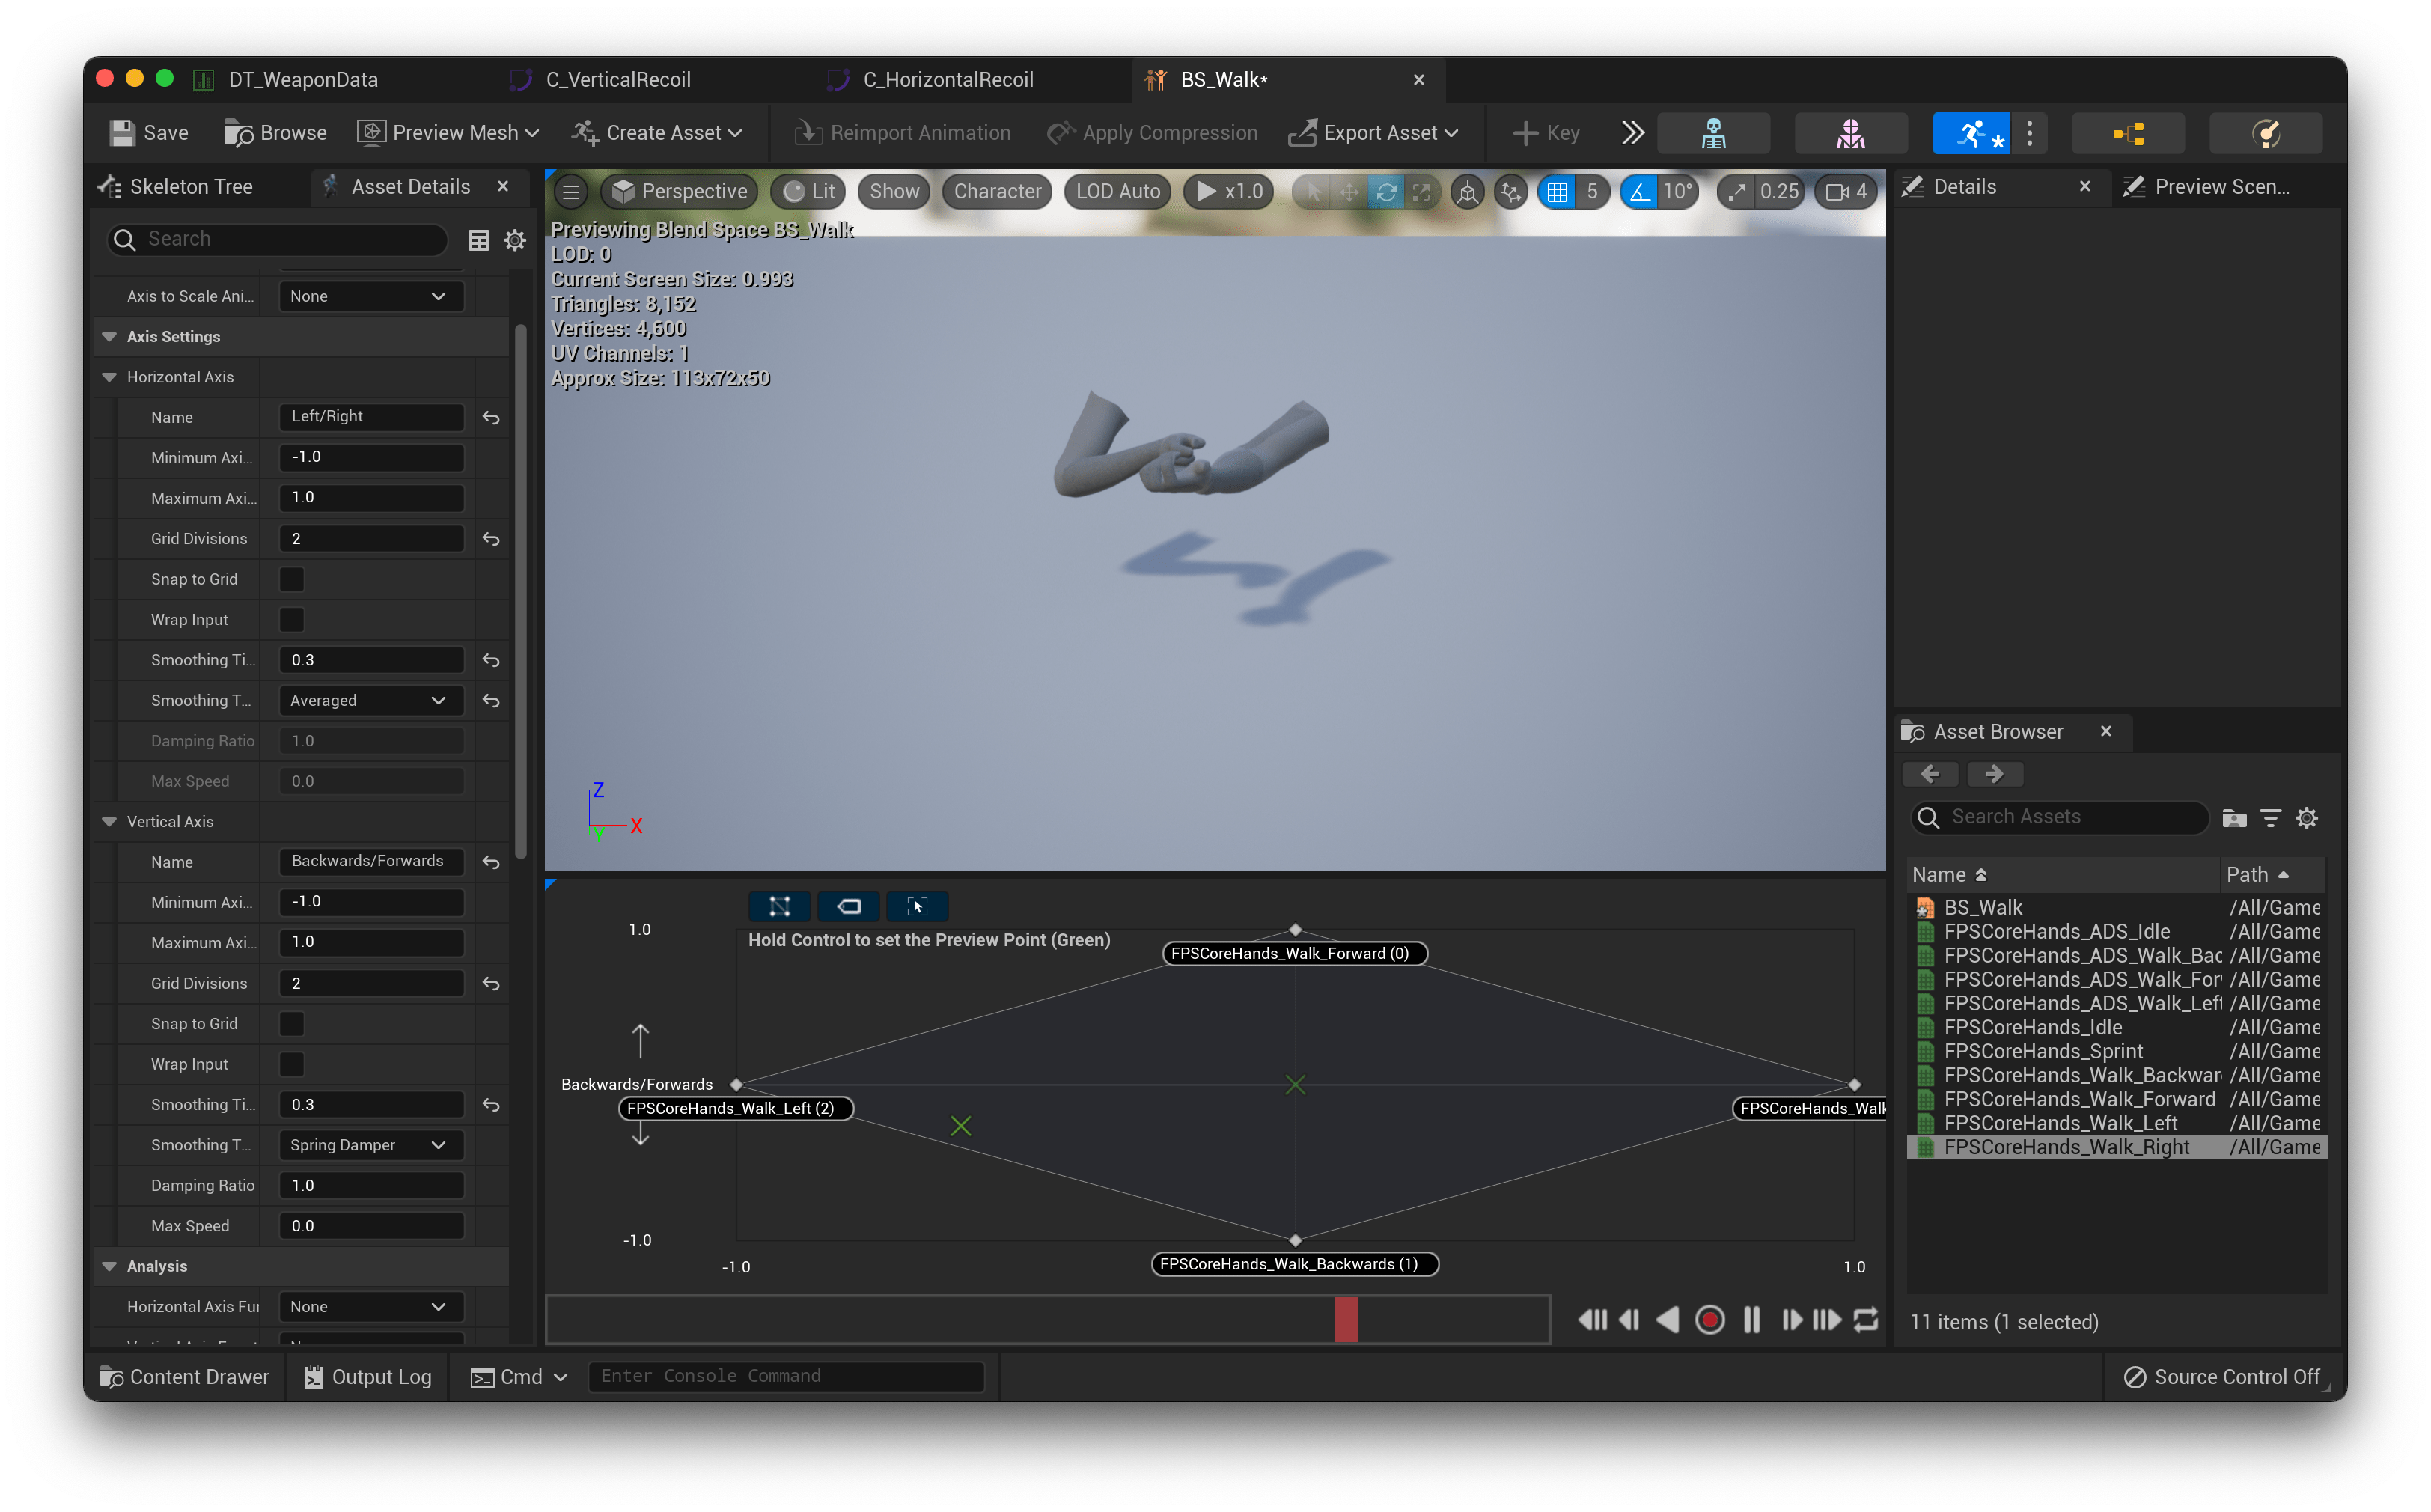 DT_WeaponData
C_VerticalRecoil
C_HorizontalRecoil
BS_Walk*
Save
Browse
Preview Mesh
Create Asset
Reimport Animation
Apply Compression
Export Asset
Key
Skeleton Tree
Asset Details
Search
Axis to Scale Ani...
None
Axis Settings
Horizontal Axis
Name
Left/Right
Minimum Axi...
-1.0
Maximum Axi...
1.0
Grid Divisions
2
Snap to Grid
Wrap Input
Smoothing Ti...
0.3
Smoothing T...
Averaged
Damping Ratio
1.0
Max Speed
0.0
Vertical Axis
Name
Backwards/Forwards
Minimum Axi...
-1.0
Maximum Axi...
1.0
Grid Divisions
2
Snap to Grid
Wrap Input
Smoothing Ti...
0.3
Smoothing T...
Spring Damper
Damping Ratio
1.0
Max Speed
0.0
Analysis
Horizontal Axis Fu
None
Perspective
Lit
Show
Character
LOD Auto
x1.0
5
10°
0.25
4
Previewing Blend Space BS_Walk
LOD: 0
Current Screen Size: 0.993
Triangles: 8,152
Vertices: 4,600
UV Channels: 1
Approx Size: 113x72x50
Z
X
Y
1.0
Hold Control to set the Preview Point (Green)
FPSCoreHands_Walk_Forward (0)
Backwards/Forwards
FPSCoreHands_Walk_Left (2)
FPSCoreHands_Walk
-1.0
FPSCoreHands_Walk_Backwards (1)
-1.0
1.0
Details
Preview Scen...
Asset Browser
Search Assets
Name
Path
BS_Walk /All/Game
FPSCoreHands_ADS_Idle /All/Game
FPSCoreHands_ADS_Walk_Bac /All/Game
FPSCoreHands_ADS_Walk_For /All/Game
FPSCoreHands_ADS_Walk_Left /All/Game
FPSCoreHands_Idle /All/Game
FPSCoreHands_Sprint /All/Game
FPSCoreHands_Walk_Backwar /All/Game
FPSCoreHands_Walk_Forward /All/Game
FPSCoreHands_Walk_Left /All/Game
FPSCoreHands_Walk_Right /All/Game
11 items (1 selected)
Content Drawer
Output Log
Cmd
Enter Console Command
Source Control Off